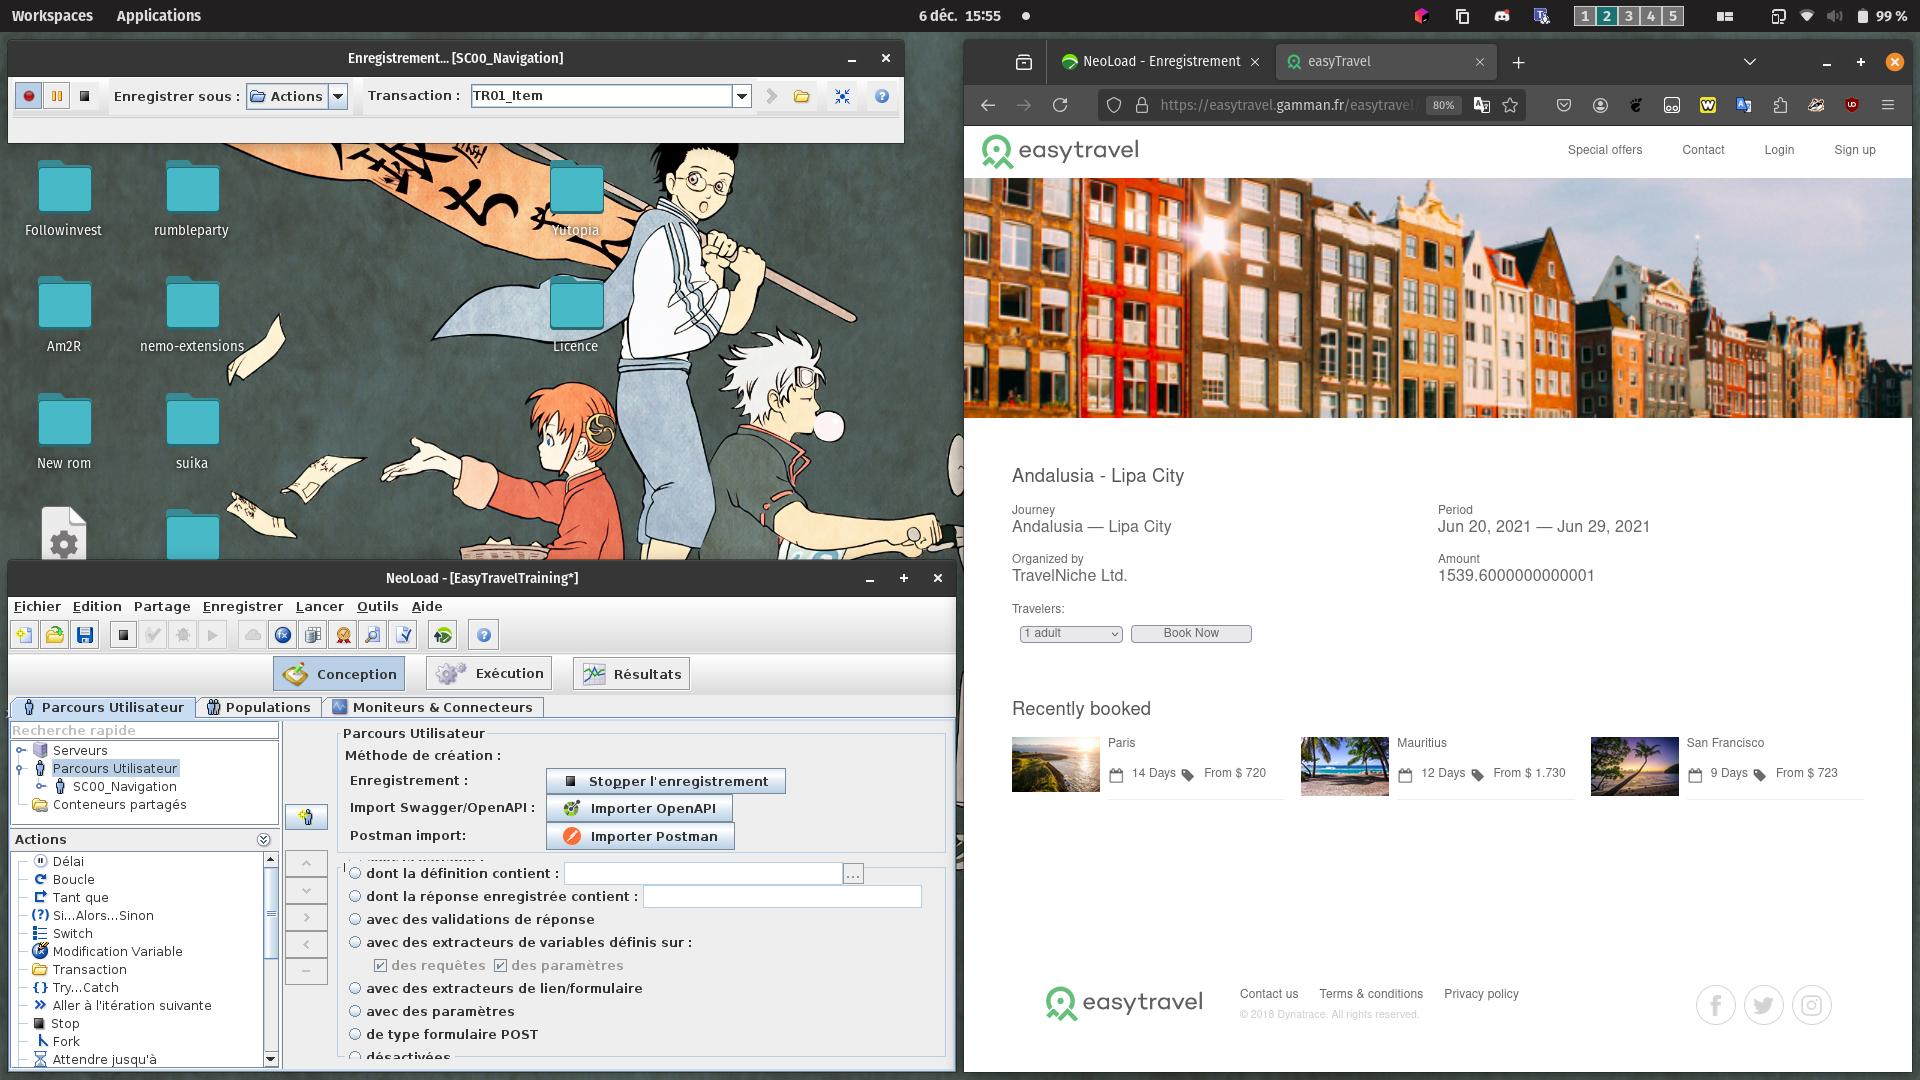 Workspaces Applications 6 déc. 15:55 1 2 3 4 5 99 %
Enregistrement... [SC00_Navigation]
Enregistrer sous : Actions Transaction : TR01_Item
Followinvest
rumbleparty
Yutopia
Am2R
nemo-extensions
Licence
New rom
suika
NeoLoad - [EasyTravelTraining*]
Fichier Edition Partage Enregistrer Lancer Outils Aide
Conception Exécution Résultats
Parcours Utilisateur Populations Moniteurs & Connecteurs
Recherche rapide
Serveurs
Parcours Utilisateur
SC00_Navigation
Conteneurs partagés
Actions
Délai
Boucle
Tant que
Si...Alors...Sinon
Switch
Modification Variable
Transaction
Try...Catch
Aller à l'itération suivante
Stop
Fork
Attendre jusqu'à
Parcours Utilisateur
Méthode de création :
Enregistrement : Stopper l'enregistrement
Import Swagger/OpenAPI : Importer OpenAPI
Postman import: Importer Postman
dont la définition contient : ...
dont la réponse enregistrée contient :
avec des validations de réponse
avec des extracteurs de variables définis sur :
des requêtes des paramètres
avec des extracteurs de lien/formulaire
avec des paramètres
de type formulaire POST
désactivées
NeoLoad - Enregistrement easyTravel
https://easytravel.gamman.fr/easytravel/ 80%
easytravel Special offers Contact Login Sign up
Andalusia - Lipa City
Journey
Andalusia — Lipa City
Period
Jun 20, 2021 — Jun 29, 2021
Organized by
TravelNiche Ltd.
Amount
1539.6000000000001
Travelers:
1 adult Book Now
Recently booked
Paris
14 Days From $ 720
Mauritius
12 Days From $ 1.730
San Francisco
9 Days From $ 723
easytravel Contact us Terms & conditions Privacy policy
© 2018 Dynatrace. All rights reserved.